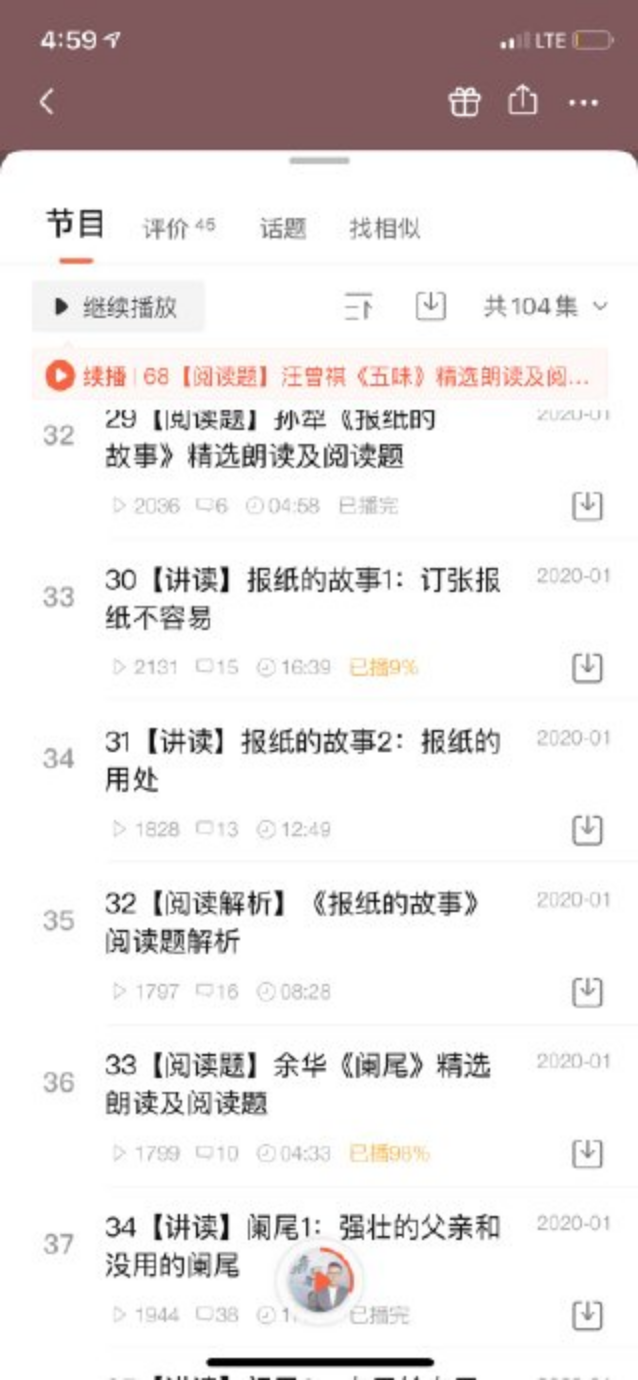 4:59
LTE
节目 评价 45 话题 找相似
继续播放 共104集
续播 | 68【阅读题】汪曾祺《五味》精选朗读及阅...
32 29【阅读题】孙犁《报纸的 2020-01
故事》精选朗读及阅读题
2036 6 04:58 已播完
33 30【讲读】报纸的故事1：订张报 2020-01
纸不容易
2131 15 16:39 已播9%
34 31【讲读】报纸的故事2：报纸的 2020-01
用处
1828 13 12:49
35 32【阅读解析】《报纸的故事》 2020-01
阅读题解析
1797 16 08:28
36 33【阅读题】余华《阑尾》精选 2020-01
朗读及阅读题
1799 10 04:33 已播98%
37 34【讲读】阑尾1：强壮的父亲和 2020-01
没用的阑尾
1944 38 已播完